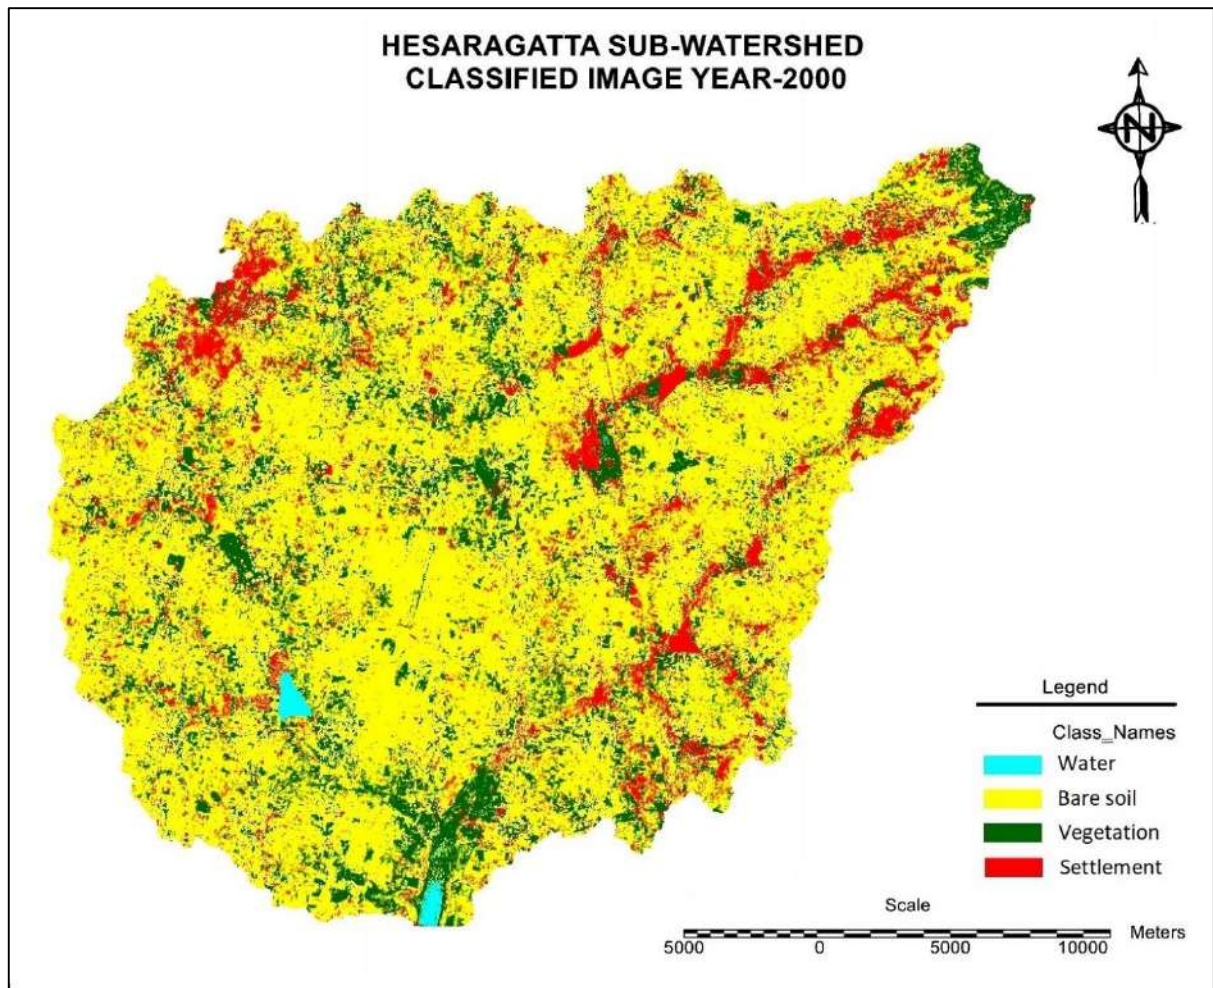 HESARAGATTA SUB-WATERSHED
CLASSIFIED IMAGE YEAR-2000
N
Legend
Class_Names
Water
Bare soil
Vegetation
Settlement
Scale
5000 0 5000 10000 Meters